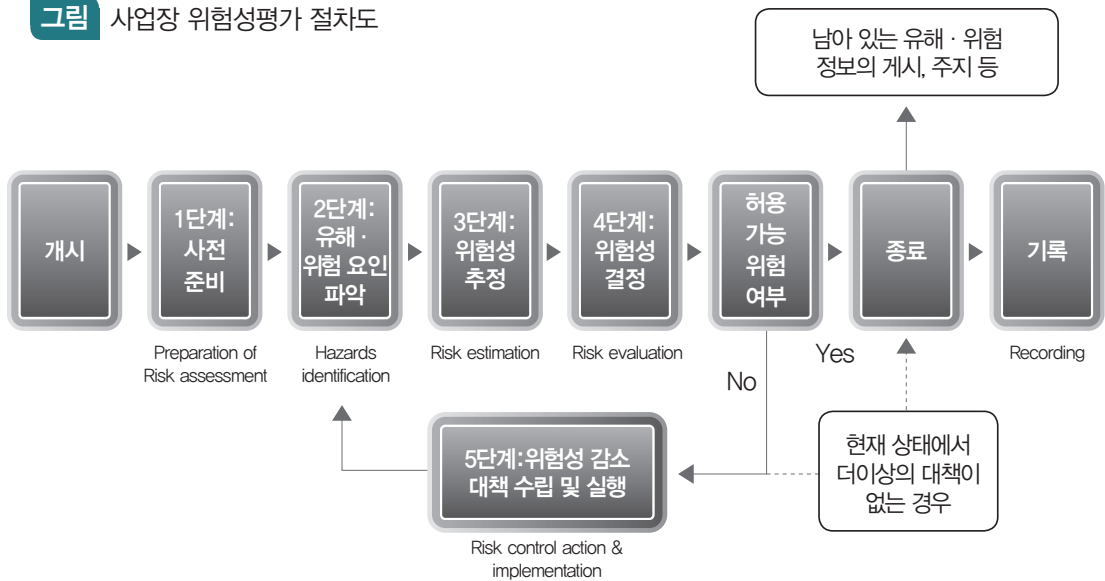 그림 사업장 위험성평가 절차도
남아 있는 유해 · 위험
정보의 게시, 주지 등
개시
1단계:
사전
준비
Preparation of
Risk assessment
2단계:
유해 ·
위험 요인
파악
Hazards
identification
3단계:
위험성
추정
Risk estimation
4단계:
위험성
결정
Risk evaluation
허용
가능
위험
여부
Yes
No
종료
기록
Recording
5단계:위험성 감소
대책 수립 및 실행
Risk control action &
implementation
현재 상태에서
더이상의 대책이
없는 경우